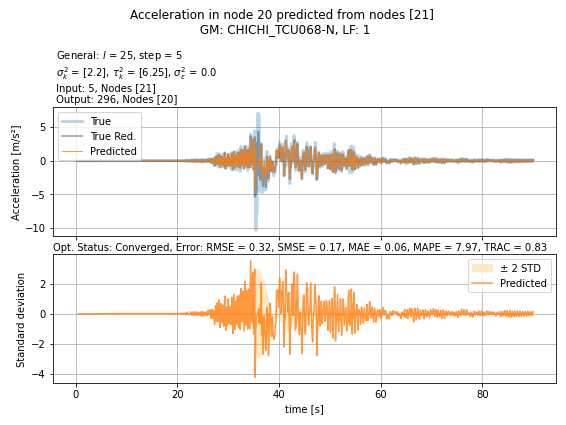 Acceleration in node 20 predicted from nodes [21]
GM: CHICHI_TCU068-N, LF: 1
General: l = 25, step = 5
σ²ₖ = [2.2], τ²ₖ = [6.25], σ²ε = 0.0
Input: 5, Nodes [21]
Output: 296, Nodes [20]
Acceleration [m/s²]
5
0
−5
−10
True
True Red.
Predicted
Opt. Status: Converged, Error: RMSE = 0.32, SMSE = 0.17, MAE = 0.06, MAPE = 7.97, TRAC = 0.83
Standard deviation
2
0
−2
−4
± 2 STD
Predicted
0 20 40 60 80
time [s]